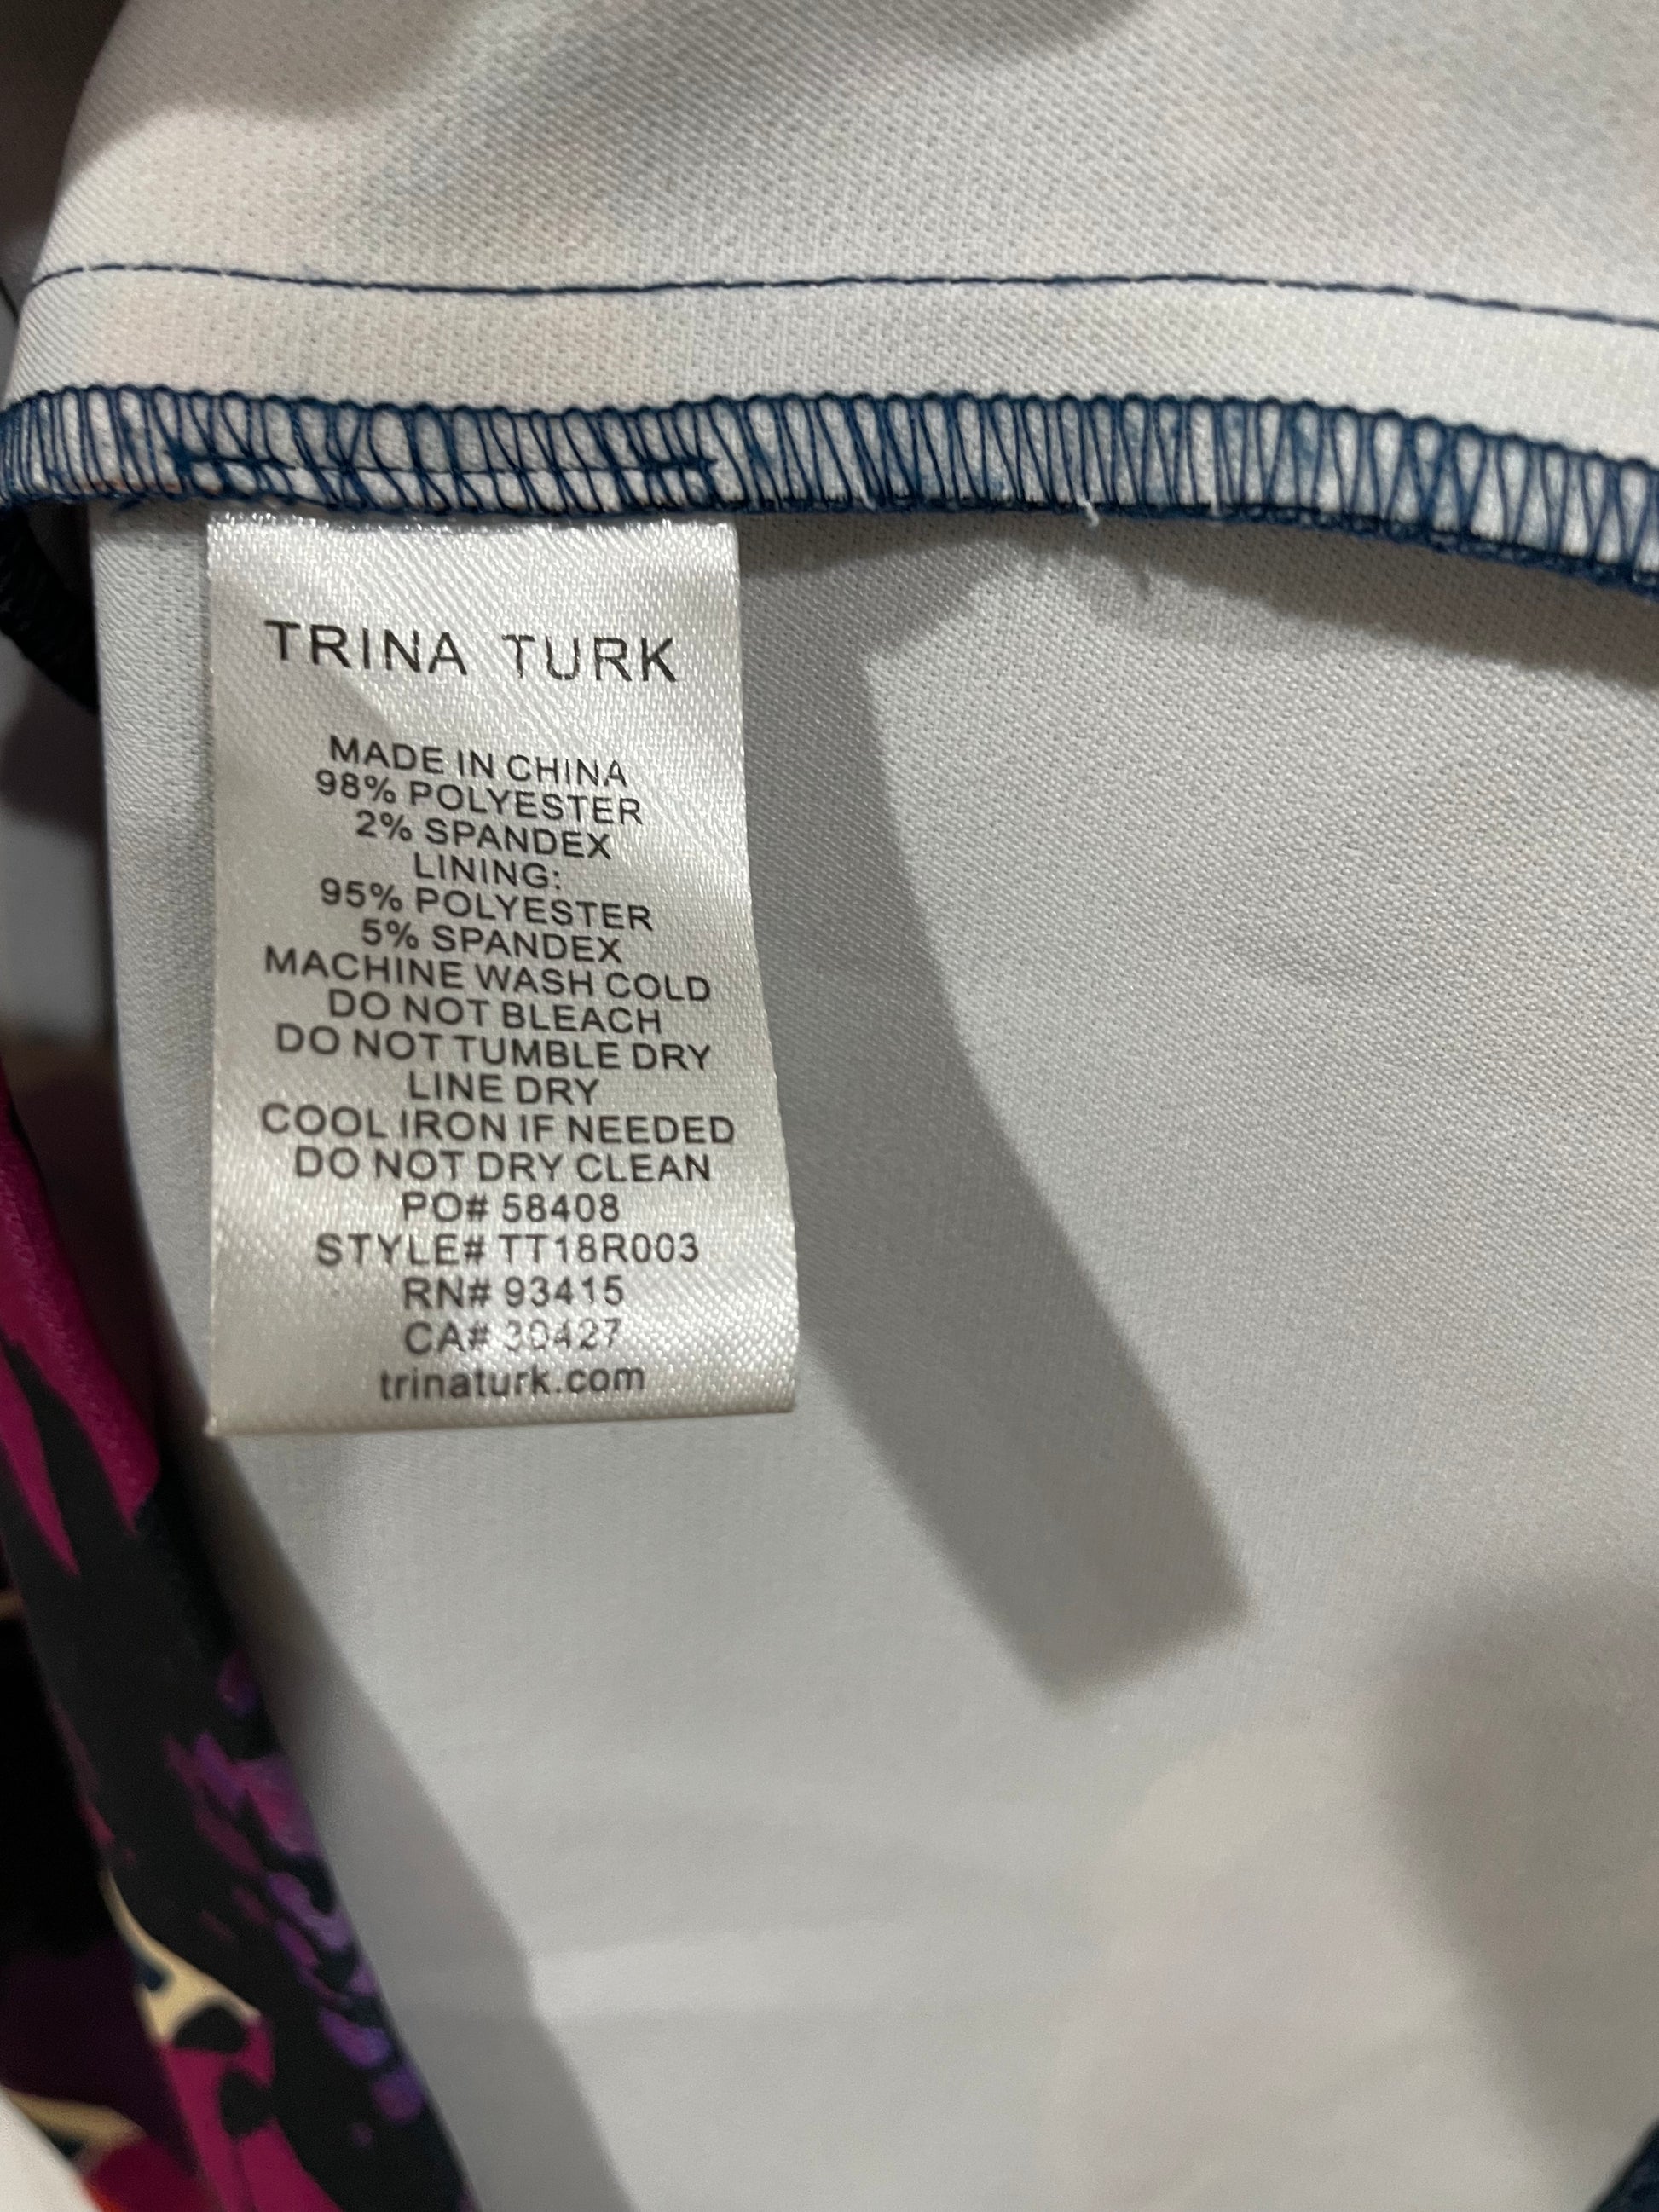 TRINA TURK
MADE IN CHINA
98% POLYESTER
2% SPANDEX
LINING:
95% POLYESTER
5% SPANDEX
MACHINE WASH COLD
DO NOT BLEACH
DO NOT TUMBLE DRY
LINE DRY
COOL IRON IF NEEDED
DO NOT DRY CLEAN
PO# 58408
STYLE# TT18R003
RN# 93415
CA# 30427
trinaturk.com